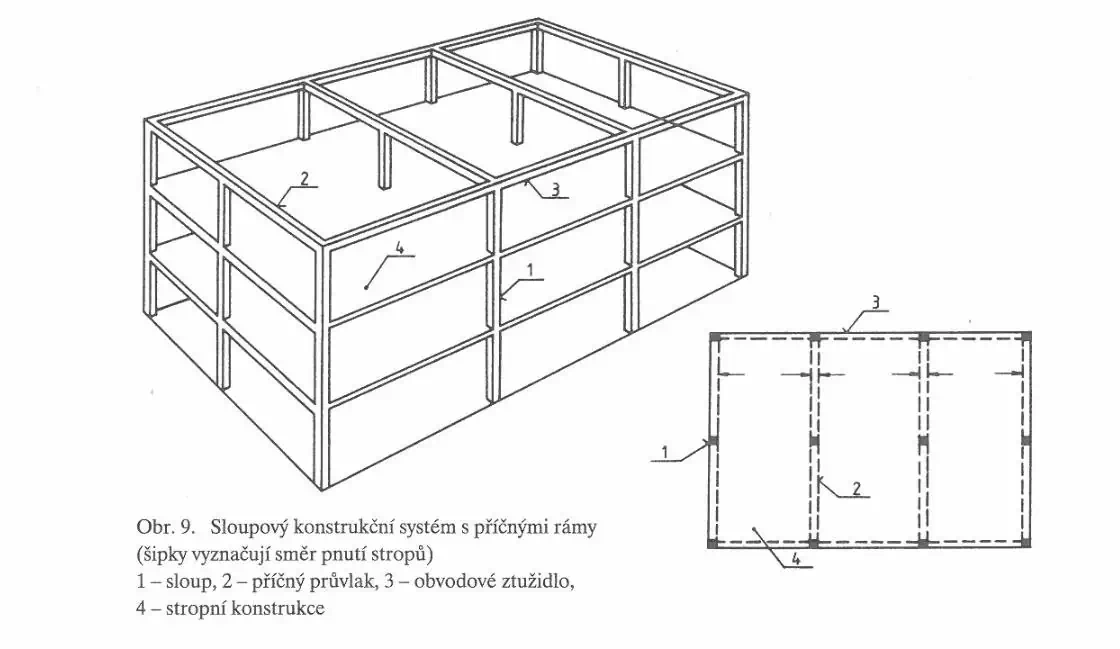 2
3
4
1
3
1
2
4
Obr. 9. Sloupový konstrukční systém s příčnými rámy
(šipky vyznačují směr pnutí stropů)
1 – sloup, 2 – příčný průvlak, 3 – obvodové ztužidlo,
4 – stropní konstrukce